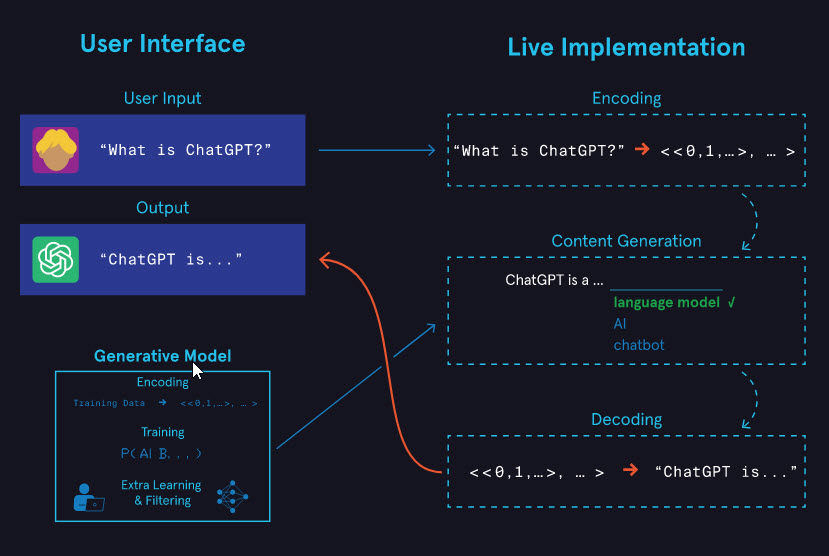 User Interface
User Input
“What is ChatGPT?”
Output
“ChatGPT is...”
Generative Model
Encoding
Training Data ➔ <<0,1,…>, … >
Training
P( AI B. . . )
Extra Learning
& Filtering
Live Implementation
Encoding
“What is ChatGPT?” ➔ <<0,1,…>, … >
Content Generation
ChatGPT is a ... ____________
language model √
AI
chatbot
Decoding
<<0,1,…>, … > ➔ “ChatGPT is...”